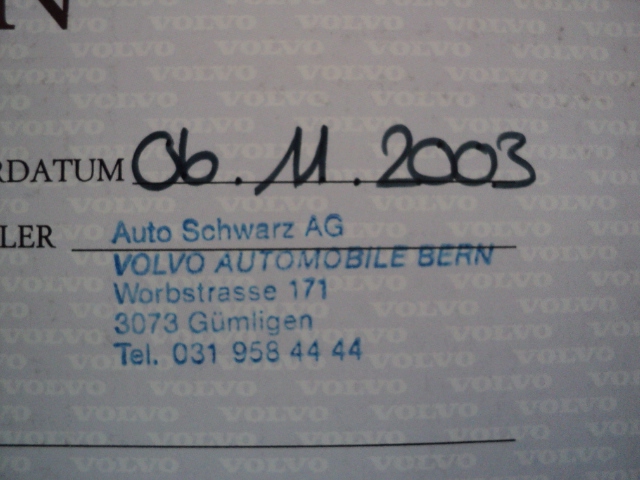 N
RDATUM 06.11.2003
LER Auto Schwarz AG
VOLVO AUTOMOBILE BERN
Worbstrasse 171
3073 Gümligen
Tel. 031 958 44 44